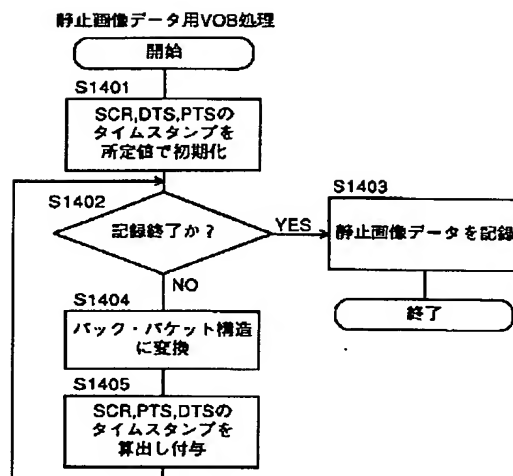 静止画像データ用VOB処理
開始
S1401
SCR,DTS,PTSの
タイムスタンプを
所定値で初期化
S1402
記録終了か？
YES
S1403
静止画像データを記録
終了
NO
S1404
パック・パケット構造
に変換
S1405
SCR,PTS,DTSの
タイムスタンプを
算出し付与